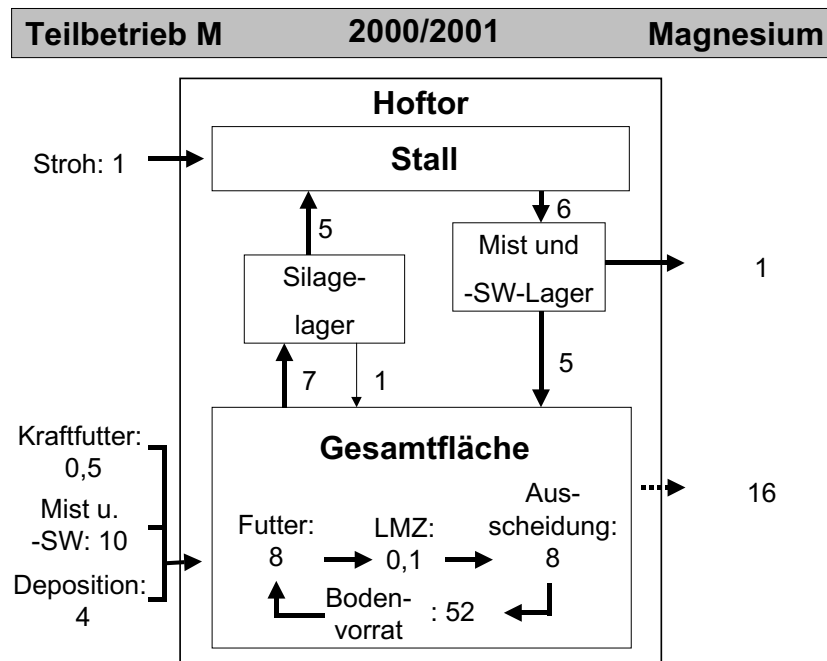 Teilbetrieb M 2000/2001 Magnesium
Hoftor
Stall
Stroh: 1
5
6
Silage-
lager
Mist und
-SW-Lager
1
7
1
5
Gesamtfläche
Kraftfutter:
0,5
Mist u.
-SW: 10
Deposition:
4
Futter:
8
LMZ:
0,1
Aus-
scheidung:
8
Boden-
vorrat
: 52
16